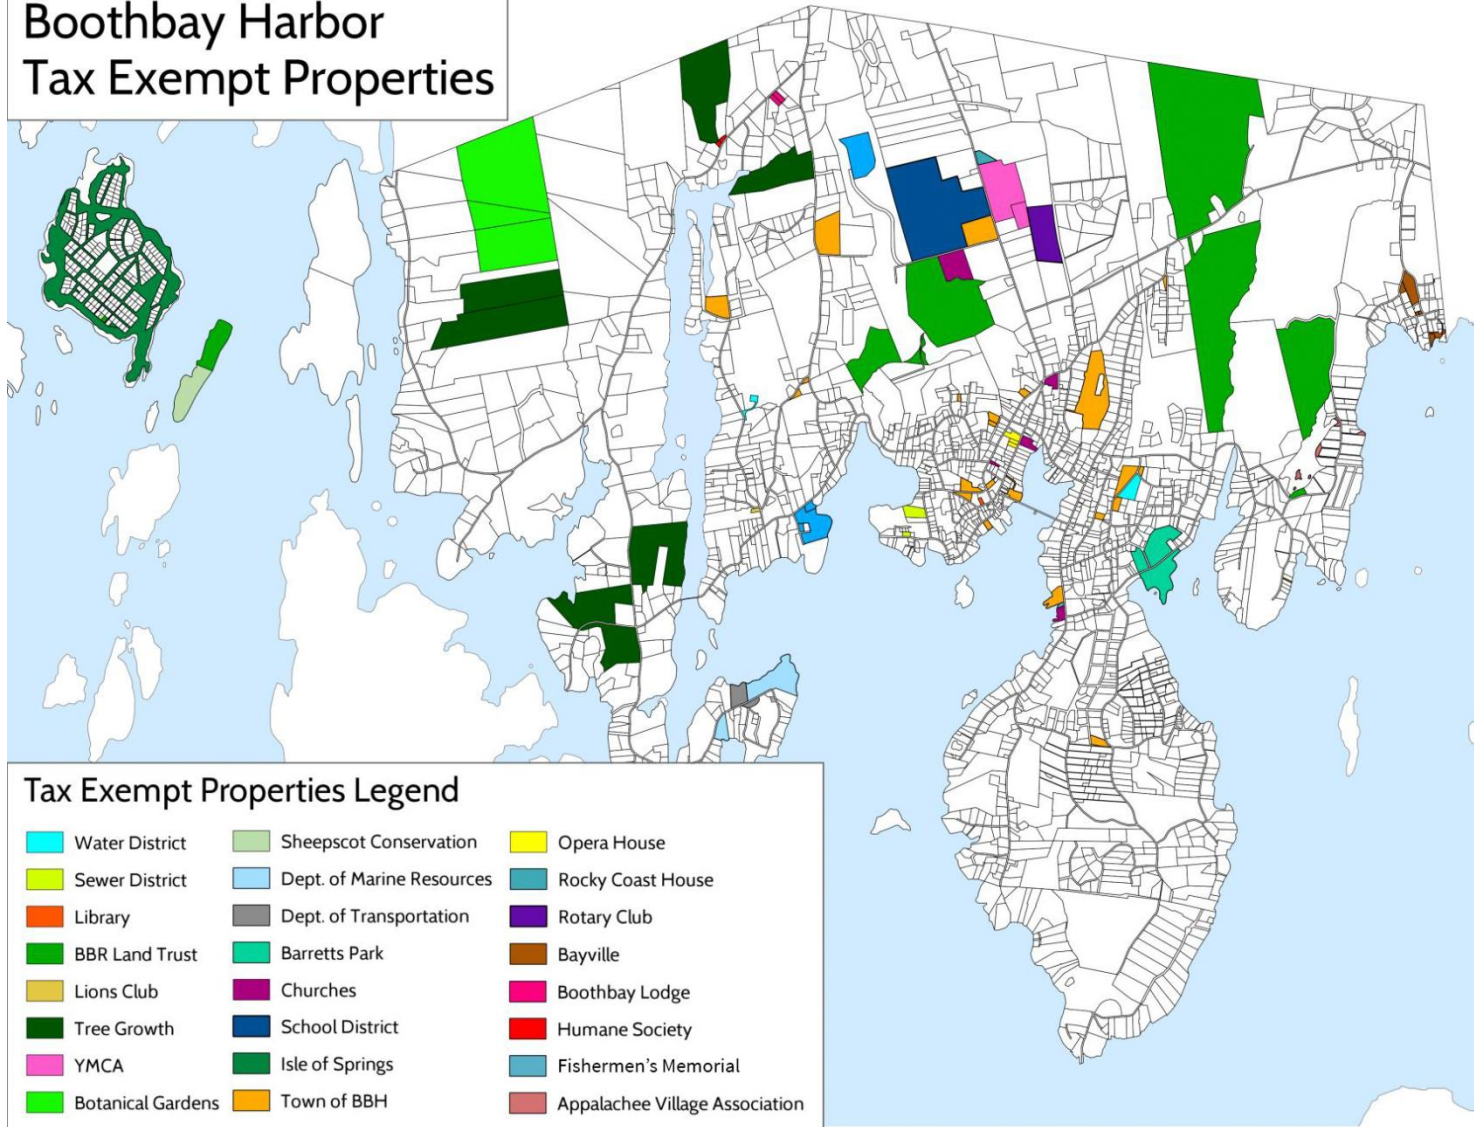 Boothbay Harbor
Tax Exempt Properties
Tax Exempt Properties Legend
Water District
Sewer District
Library
BBR Land Trust
Lions Club
Tree Growth
YMCA
Botanical Gardens
Sheepscot Conservation
Dept. of Marine Resources
Dept. of Transportation
Barretts Park
Churches
School District
Isle of Springs
Town of BBH
Opera House
Rocky Coast House
Rotary Club
Bayville
Boothbay Lodge
Humane Society
Fishermen's Memorial
Appalachee Village Association